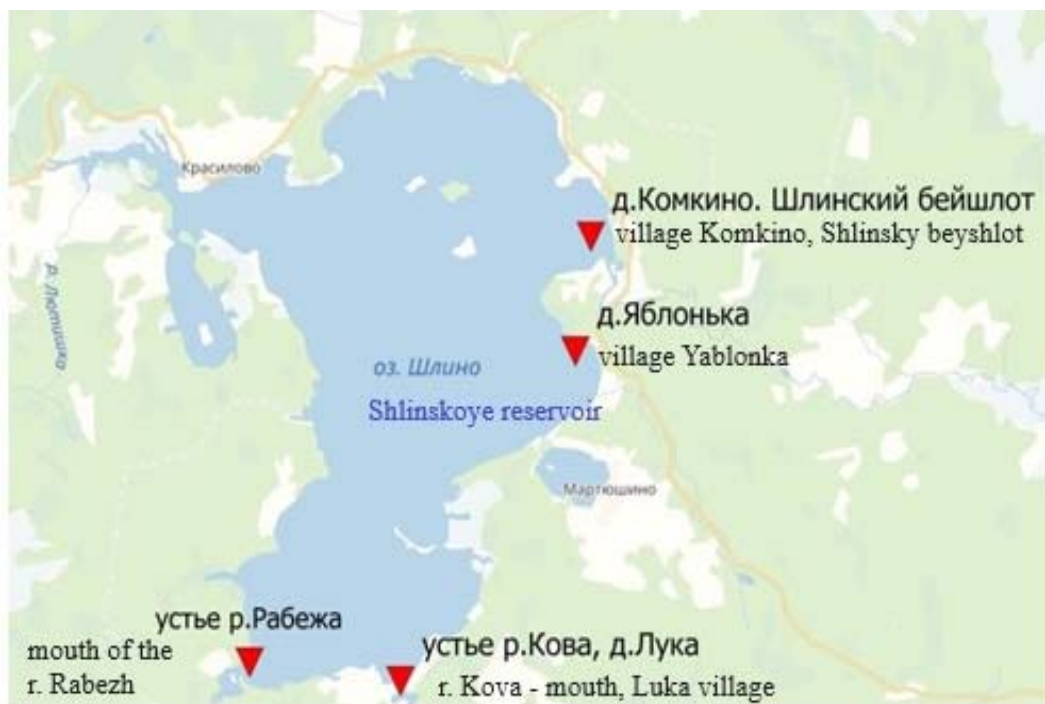 Красилово
д.Комкино. Шлинский бейшлот
village Komkino, Shlinsky beyshlot
р. Лютишко
д.Яблонька
village Yablonka
оз. Шлино
Shlinskoye reservoir
Мартюшино
устье р.Рабежа
mouth of the
r. Rabezh
устье р.Кова, д.Лука
r. Kova - mouth, Luka village